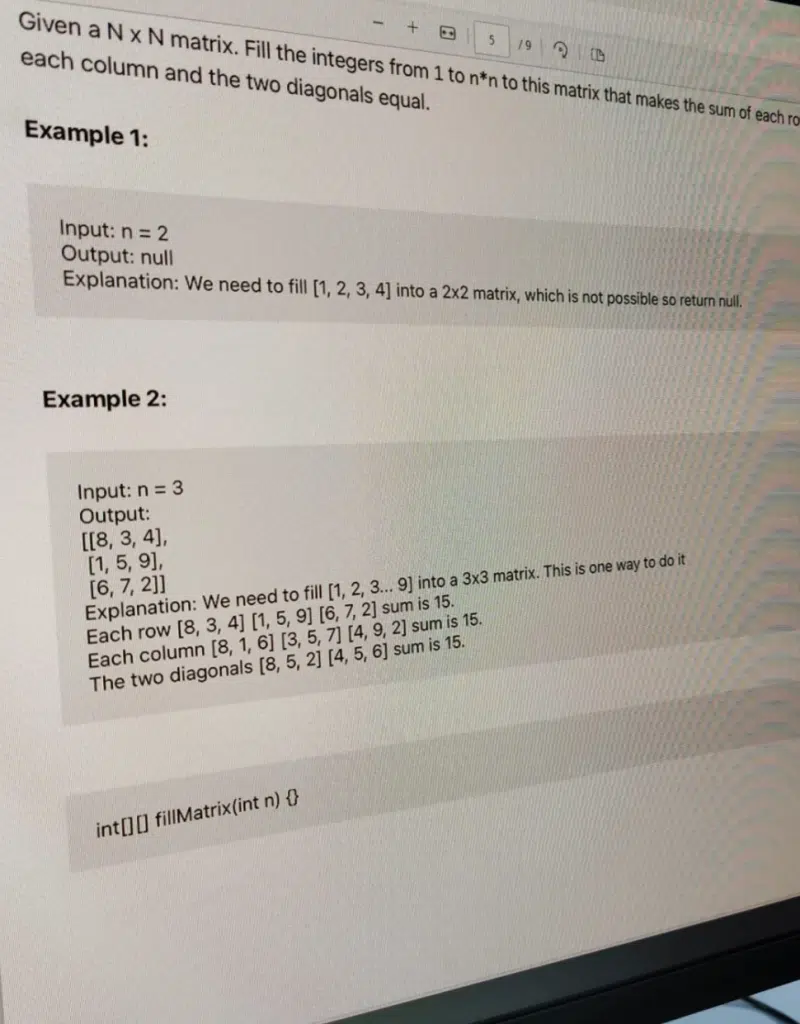 5 /9
Given a N x N matrix. Fill the integers from 1 to n*n to this matrix that makes the sum of each ro
each column and the two diagonals equal.
Example 1:
Input: n = 2
Output: null
Explanation: We need to fill [1, 2, 3, 4] into a 2x2 matrix, which is not possible so return null.
Example 2:
Input: n = 3
Output:
[[8, 3, 4],
[1, 5, 9],
[6, 7, 2]]
Explanation: We need to fill [1, 2, 3... 9] into a 3x3 matrix. This is one way to do it
Each row [8, 3, 4] [1, 5, 9] [6, 7, 2] sum is 15.
Each column [8, 1, 6] [3, 5, 7] [4, 9, 2] sum is 15.
The two diagonals [8, 5, 2] [4, 5, 6] sum is 15.
int[][] fillMatrix(int n) {}